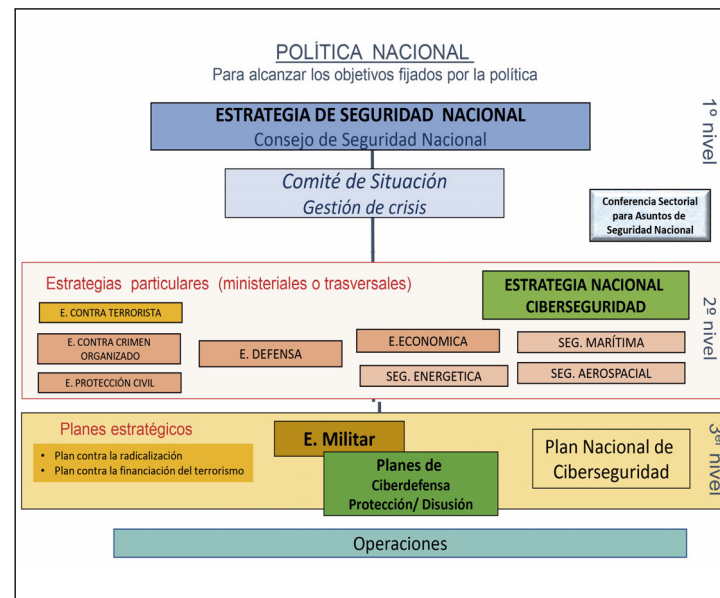 POLÍTICA NACIONAL
Para alcanzar los objetivos fijados por la política
1º nivel
ESTRATEGIA DE SEGURIDAD NACIONAL
Consejo de Seguridad Nacional
Comité de Situación
Gestión de crisis
Conferencia Sectorial
para Asuntos de
Seguridad Nacional
2º nivel
Estrategias particulares (ministeriales o trasversales)
ESTRATEGIA NACIONAL
CIBERSEGURIDAD
E. CONTRA TERRORISTA
E. CONTRA CRIMEN
ORGANIZADO
E. PROTECCIÓN CIVIL
E. DEFENSA
E.ECONOMICA
SEG. ENERGETICA
SEG. MARÍTIMA
SEG. AEROSPACIAL
3er nivel
Planes estratégicos
• Plan contra la radicalización
• Plan contra la financiación del terrorismo
E. Militar
Planes de
Ciberdefensa
Protección/ Disusión
Plan Nacional de
Ciberseguridad
Operaciones